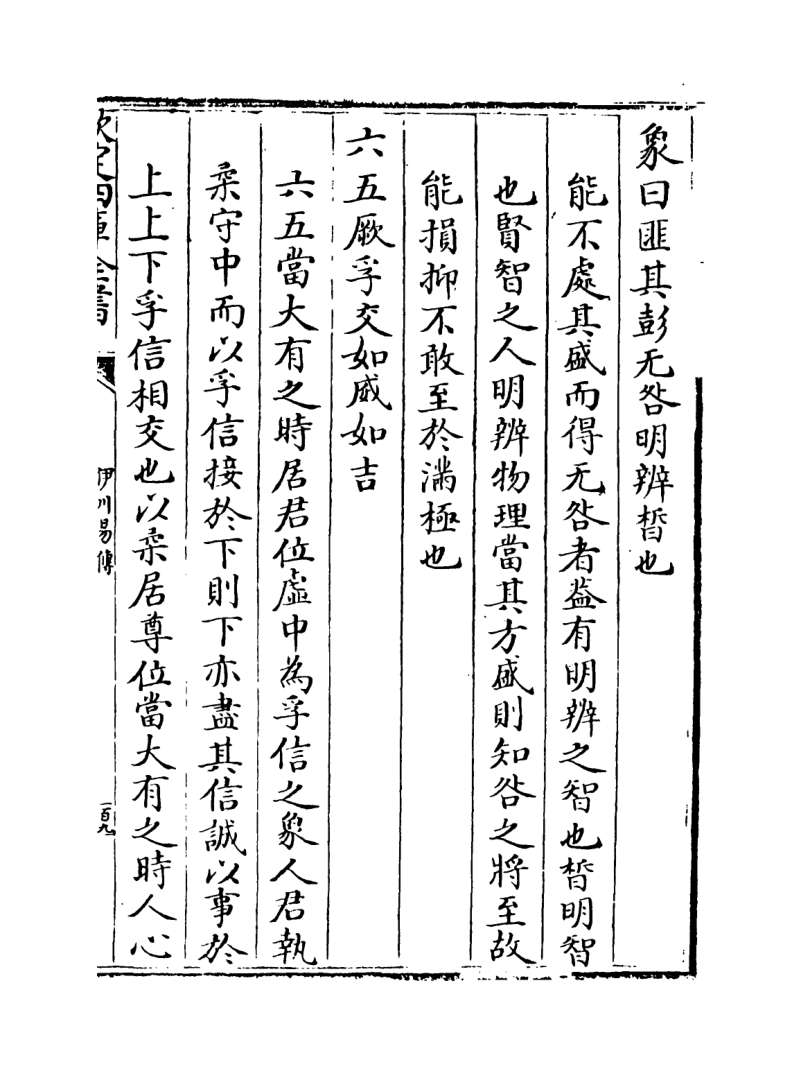 象曰匪其彭无咎明辨晳也
能不處其盛而得无咎者葢有明辨之智也晳明智
也賢智之人明辨物理當其方盛則知咎之將至故
能損抑不敢至於滿極也
六五厥孚交如威如吉
六五當大有之時居君位虛中為孚信之象人君執
柔守中而以孚信接於下則下亦盡其信誠以事於
上上下孚信相交也以柔居尊位當大有之時人心
欽定四庫全書
伊川易傳
一百九